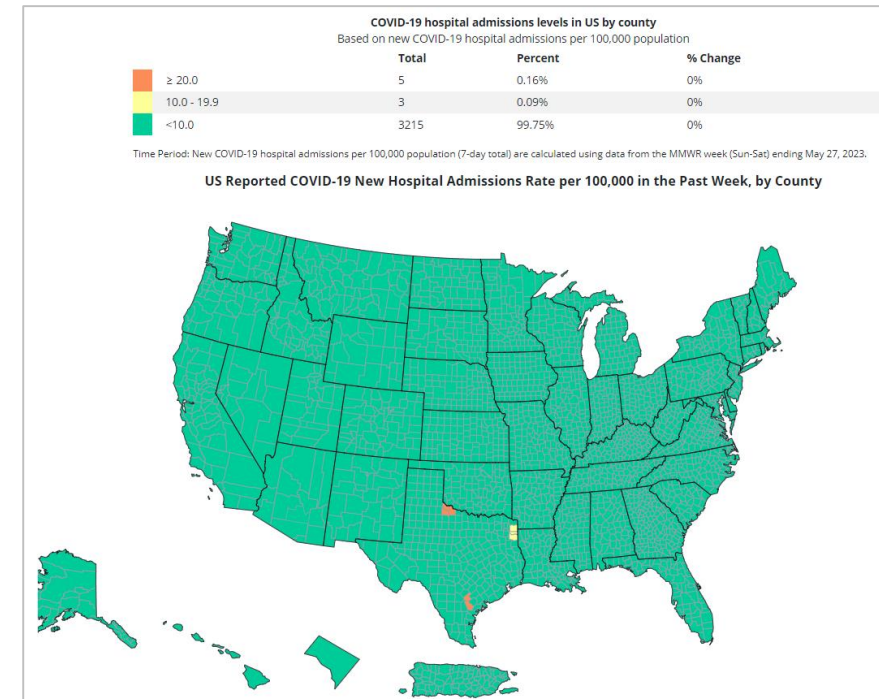 COVID-19 hospital admissions levels in US by county
Based on new COVID-19 hospital admissions per 100,000 population
Total Percent % Change
≥ 20.0 5 0.16% 0%
10.0 - 19.9 3 0.09% 0%
<10.0 3215 99.75% 0%
Time Period: New COVID-19 hospital admissions per 100,000 population (7-day total) are calculated using data from the MMWR week (Sun-Sat) ending May 27, 2023.
US Reported COVID-19 New Hospital Admissions Rate per 100,000 in the Past Week, by County